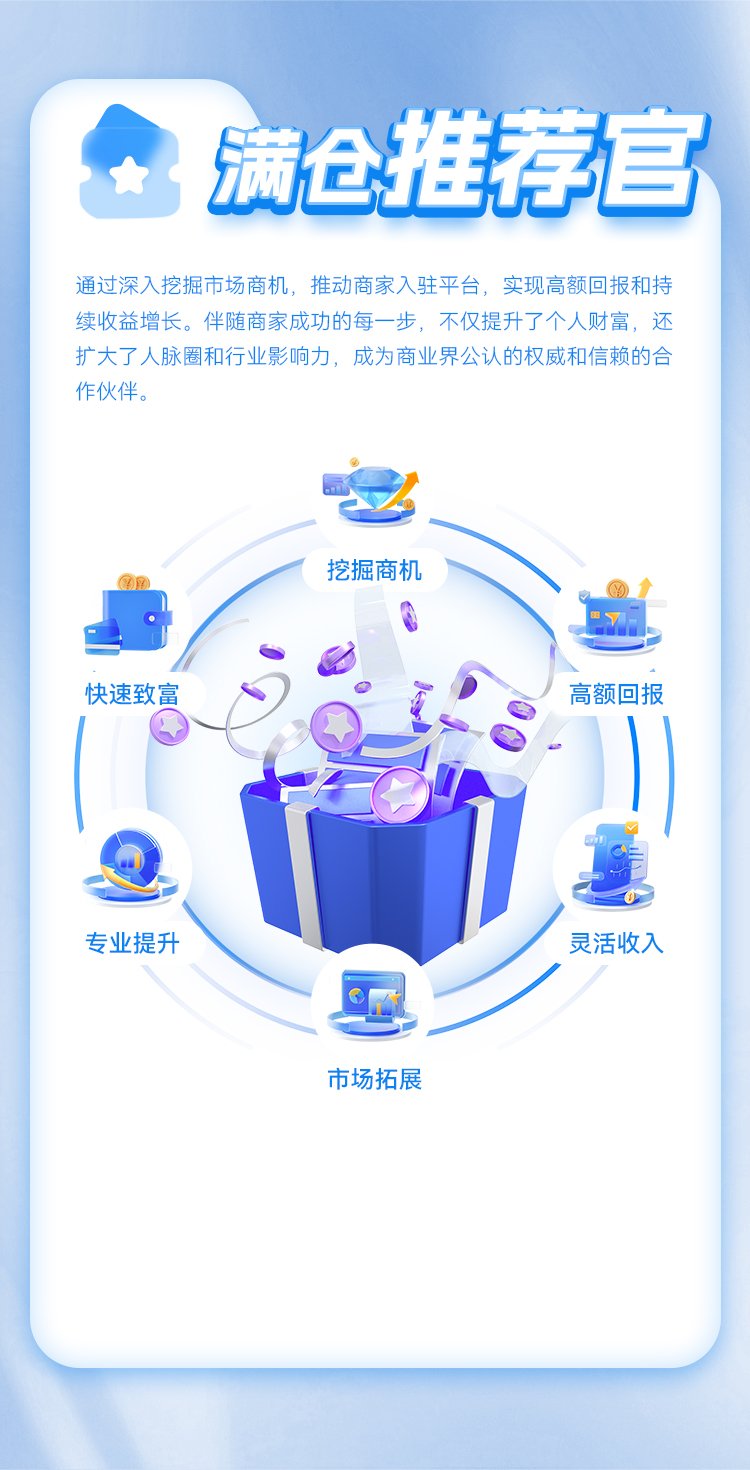 满仓推荐官
通过深入挖掘市场商机，推动商家入驻平台，实现高额回报和持
续收益增长。伴随商家成功的每一步，不仅提升了个人财富，还
扩大了人脉圈和行业影响力，成为商业界公认的权威和信赖的合
作伙伴。
挖掘商机
快速致富
高额回报
专业提升
灵活收入
市场拓展